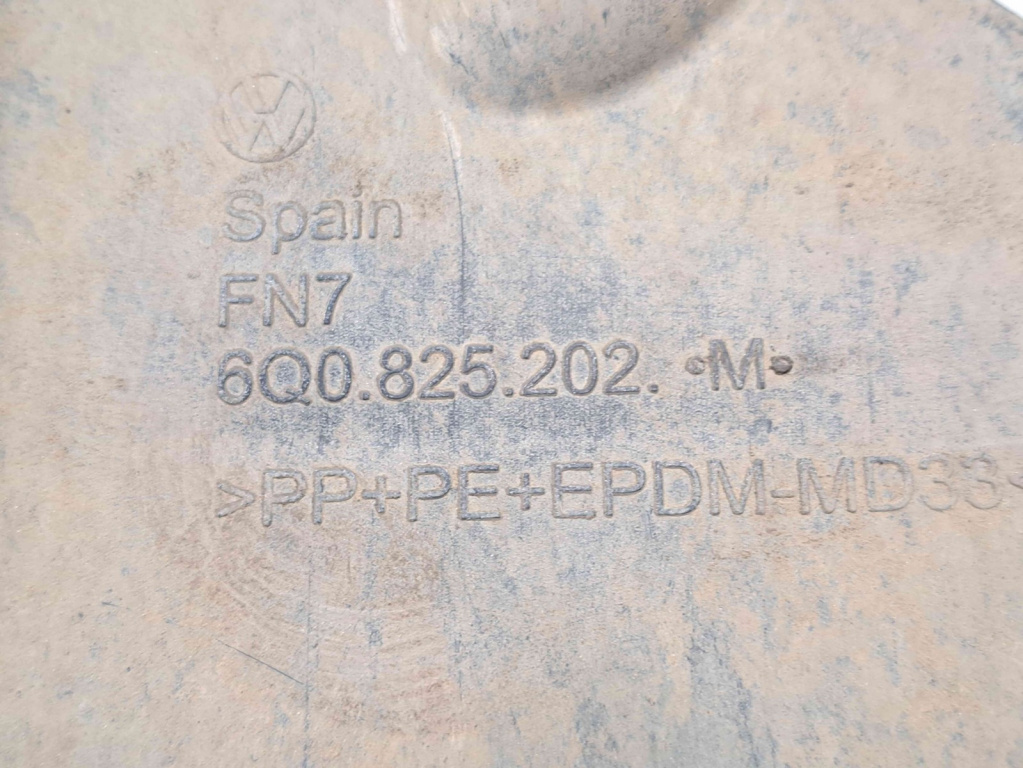 Spain
FN7
6Q0.825.202. •M•
>PP+PE+EPDM-MD33<